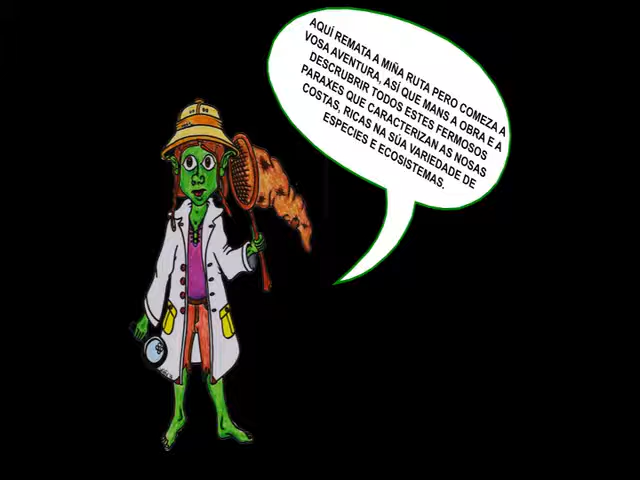 AQUÍ REMATA A MIÑA RUTA PERO COMEZA A
VOSA AVENTURA, ASÍ QUE MANS A OBRA E A
DESCRUBRIR TODOS ESTES FERMOSOS
PARAXES QUE CARACTERIZAN AS NOSAS
COSTAS, RICAS NA SÚA VARIEDADE DE
ESPECIES E ECOSISTEMAS.